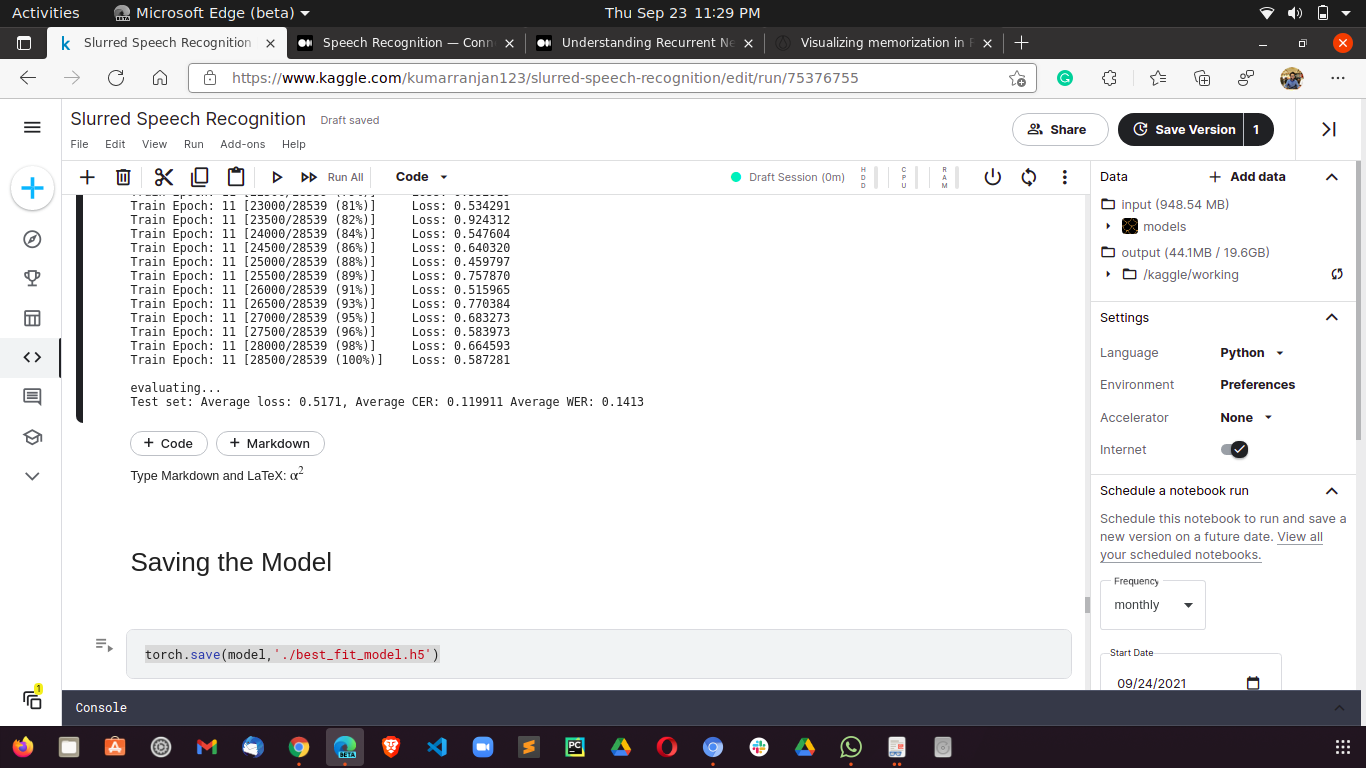 Activities
Microsoft Edge (beta)
Thu Sep 23 11:29 PM
Slurred Speech Recognition
Speech Recognition — Conn
Understanding Recurrent Ne
Visualizing memorization in R
https://www.kaggle.com/kumarranjan123/slurred-speech-recognition/edit/run/75376755
Slurred Speech Recognition Draft saved
File Edit View Run Add-ons Help
Share
Save Version 1
Run All
Code
Draft Session (0m)
HDD
CPU
RAM
Train Epoch: 11 [23000/28539 (81%)] Loss: 0.534291
Train Epoch: 11 [23500/28539 (82%)] Loss: 0.924312
Train Epoch: 11 [24000/28539 (84%)] Loss: 0.547604
Train Epoch: 11 [24500/28539 (86%)] Loss: 0.640320
Train Epoch: 11 [25000/28539 (88%)] Loss: 0.459797
Train Epoch: 11 [25500/28539 (89%)] Loss: 0.757870
Train Epoch: 11 [26000/28539 (91%)] Loss: 0.515965
Train Epoch: 11 [26500/28539 (93%)] Loss: 0.770384
Train Epoch: 11 [27000/28539 (95%)] Loss: 0.683273
Train Epoch: 11 [27500/28539 (96%)] Loss: 0.583973
Train Epoch: 11 [28000/28539 (98%)] Loss: 0.664593
Train Epoch: 11 [28500/28539 (100%)] Loss: 0.587281
evaluating...
Test set: Average loss: 0.5171, Average CER: 0.119911 Average WER: 0.1413
+ Code
+ Markdown
Type Markdown and LaTeX: α²
Saving the Model
torch.save(model,'./best_fit_model.h5')
Console
Data
+ Add data
input (948.54 MB)
models
output (44.1MB / 19.6GB)
/kaggle/working
Settings
Language Python
Environment Preferences
Accelerator None
Internet
Schedule a notebook run
Schedule this notebook to run and save a
new version on a future date. View all
your scheduled notebooks.
Frequency
monthly
Start Date
09/24/2021
1
BETA
PC